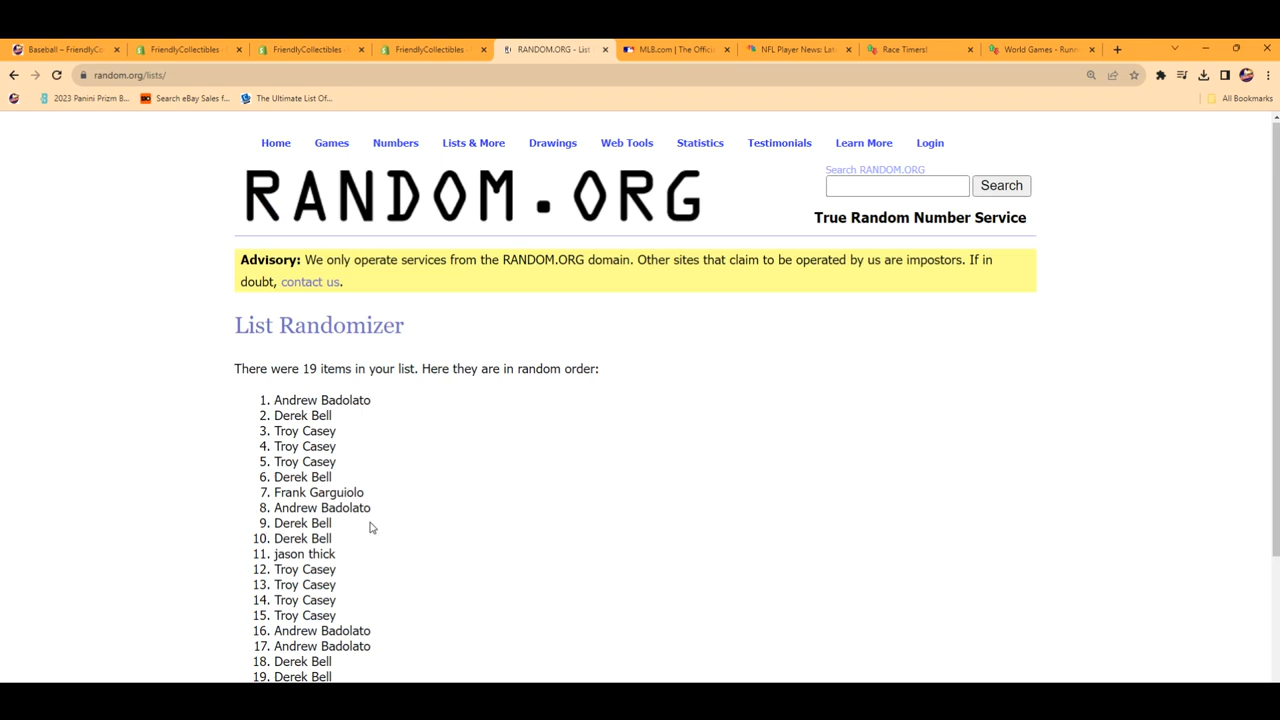 Baseball – FriendlyCo
FriendlyCollectibles -
FriendlyCollectibles -
FriendlyCollectibles -
RANDOM.ORG - List
MLB.com | The Offici
NFL Player News: Lat
Race Timers!
World Games - Runn
random.org/lists/
2023 Panini Prizm B...
Search eBay Sales f...
The Ultimate List Of...
All Bookmarks
Home Games Numbers Lists & More Drawings Web Tools Statistics Testimonials Learn More Login
Search RANDOM.ORG
RANDOM.ORG
Search
True Random Number Service
Advisory: We only operate services from the RANDOM.ORG domain. Other sites that claim to be operated by us are impostors. If in
doubt, contact us.
List Randomizer
There were 19 items in your list. Here they are in random order:
1. Andrew Badolato
2. Derek Bell
3. Troy Casey
4. Troy Casey
5. Troy Casey
6. Derek Bell
7. Frank Garguiolo
8. Andrew Badolato
9. Derek Bell
10. Derek Bell
11. jason thick
12. Troy Casey
13. Troy Casey
14. Troy Casey
15. Troy Casey
16. Andrew Badolato
17. Andrew Badolato
18. Derek Bell
19. Derek Bell